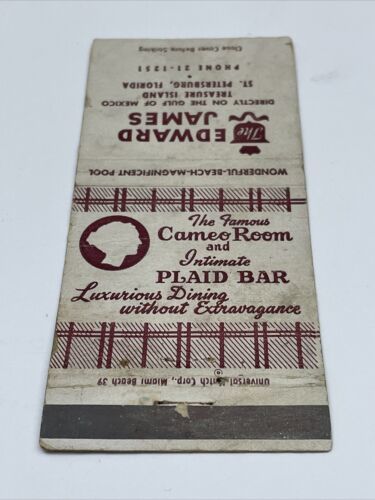 The Famous
Cameo Room
and
Intimate
PLAID BAR
Luxurious Dining
without Extravagance
Universal Match Corp., Miami Beach 39
WONDERFUL-BEACH-MAGNIFICENT POOL
The EDWARD
JAMES
DIRECTLY ON THE GULF OF MEXICO
TREASURE ISLAND
ST. PETERSBURG, FLORIDA
PHONE 21-1251
Close Cover Before Striking